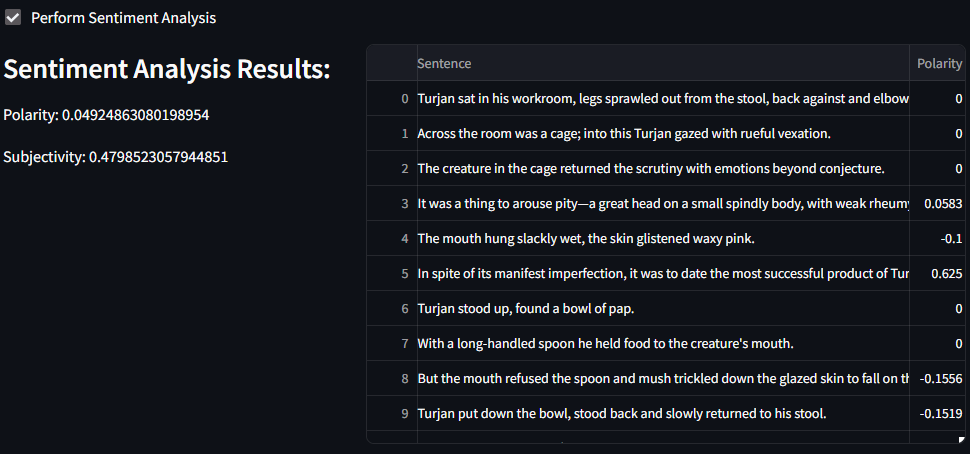 Perform Sentiment Analysis
Sentiment Analysis Results:
Polarity: 0.04924863080198954
Subjectivity: 0.4798523057944851
Sentence Polarity
0 Turjan sat in his workroom, legs sprawled out from the stool, back against and elbow 0
1 Across the room was a cage; into this Turjan gazed with rueful vexation. 0
2 The creature in the cage returned the scrutiny with emotions beyond conjecture. 0
3 It was a thing to arouse pity—a great head on a small spindly body, with weak rheumy 0.0583
4 The mouth hung slackly wet, the skin glistened waxy pink. -0.1
5 In spite of its manifest imperfection, it was to date the most successful product of Tur 0.625
6 Turjan stood up, found a bowl of pap. 0
7 With a long-handled spoon he held food to the creature's mouth. 0
8 But the mouth refused the spoon and mush trickled down the glazed skin to fall on th -0.1556
9 Turjan put down the bowl, stood back and slowly returned to his stool. -0.1519